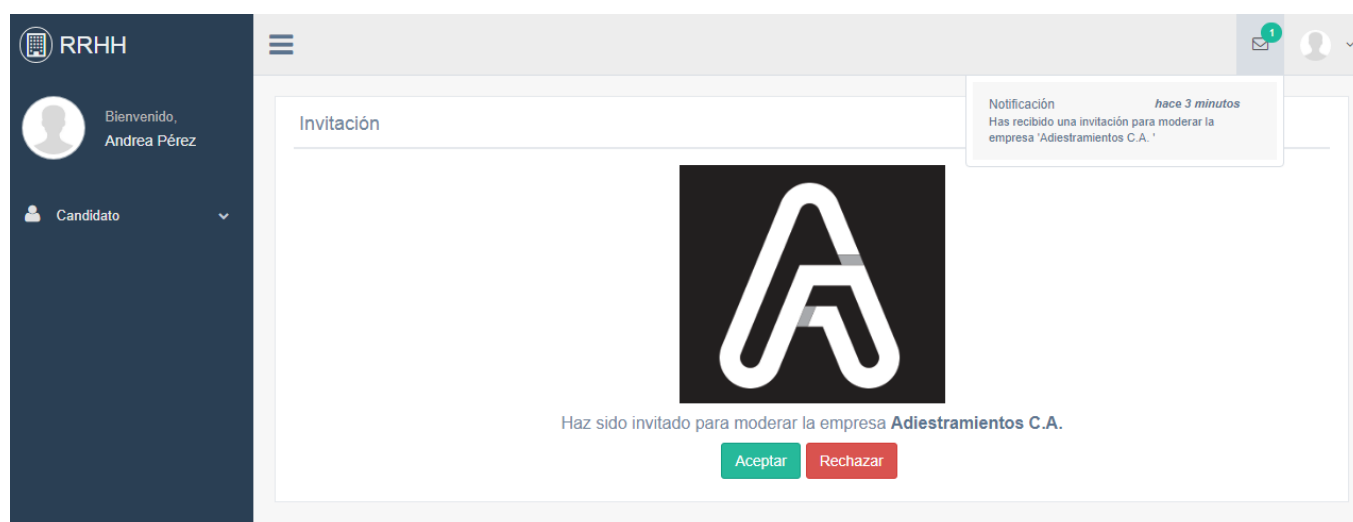 RRHH
1
Bienvenido,
Andrea Pérez
Candidato
Invitación
Notificación hace 3 minutos
Has recibido una invitación para moderar la
empresa 'Adiestramientos C.A. '
Haz sido invitado para moderar la empresa Adiestramientos C.A.
Aceptar Rechazar